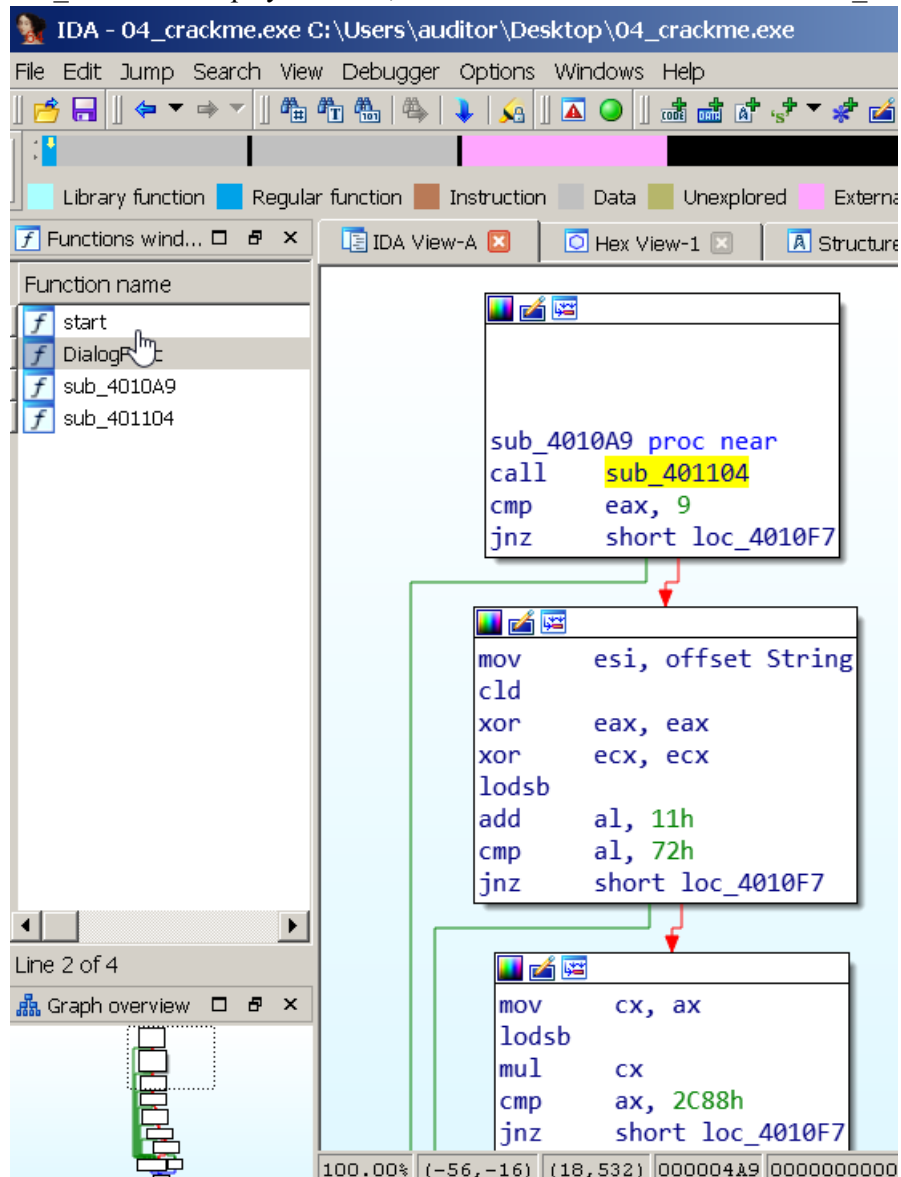 IDA - 04_crackme.exe C:\Users\auditor\Desktop\04_crackme.exe
File Edit Jump Search View Debugger Options Windows Help
Library function Regular function Instruction Data Unexplored Externa
Functions wind...
IDA View-A Hex View-1 Structure
Function name
start
sub_4010A9
sub_401104
Line 2 of 4
Graph overview
sub_4010A9 proc near
call sub_401104
cmp eax, 9
jnz short loc_4010F7
mov esi, offset String
cld
xor eax, eax
xor ecx, ecx
lodsb
add al, 11h
cmp al, 72h
jnz short loc_4010F7
mov cx, ax
lodsb
mul cx
cmp ax, 2C88h
jnz short loc_4010F7
100.00% (-56,-16) (18,532) 000004A9 0000000000